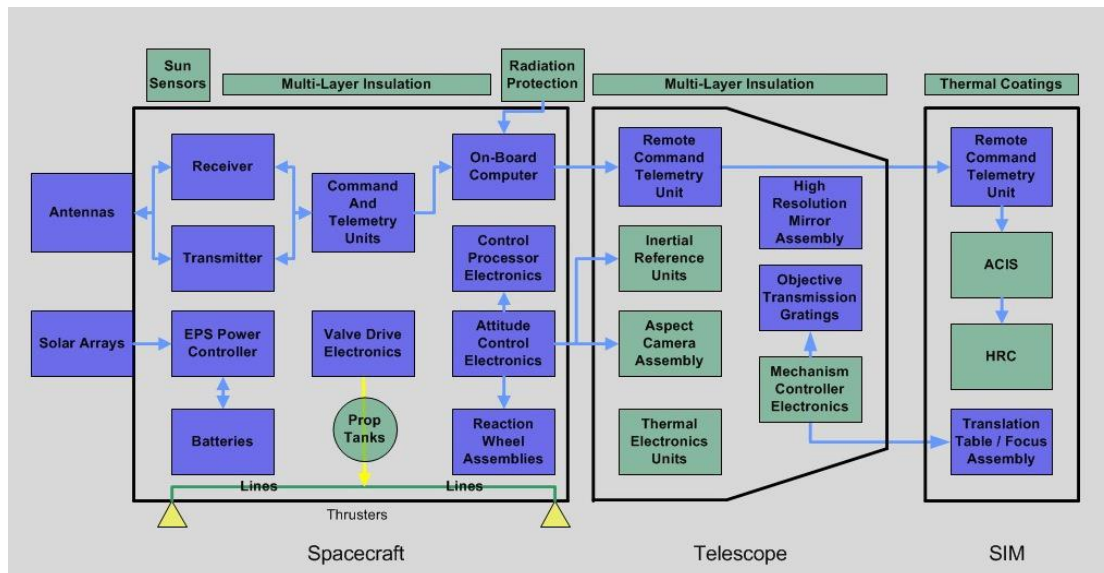 Sun
Sensors
Multi-Layer Insulation
Radiation
Protection
Multi-Layer Insulation
Thermal Coatings
Receiver
Command
And
Telemetry
Units
On-Board
Computer
Antennas
Transmitter
Control
Processor
Electronics
Solar Arrays
EPS Power
Controller
Valve Drive
Electronics
Attitude
Control
Electronics
Batteries
Prop
Tanks
Reaction
Wheel
Assemblies
Lines
Lines
Thrusters
Spacecraft
Remote
Command
Telemetry
Unit
High
Resolution
Mirror
Assembly
Inertial
Reference
Units
Objective
Transmission
Gratings
Aspect
Camera
Assembly
Mechanism
Controller
Electronics
Thermal
Electronics
Units
Telescope
Remote
Command
Telemetry
Unit
ACIS
HRC
Translation
Table / Focus
Assembly
SIM